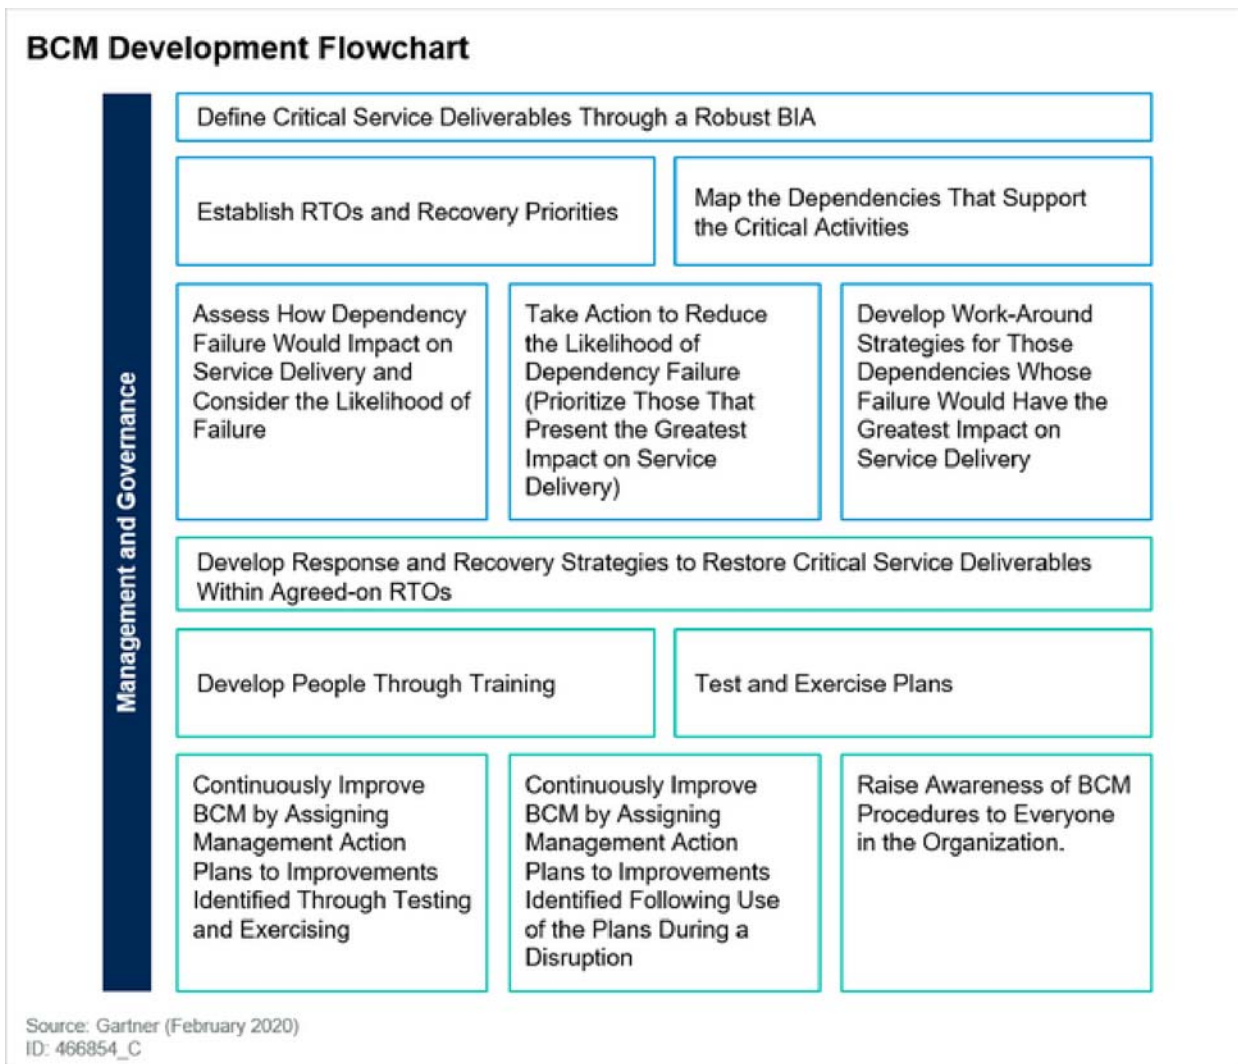 BCM Development Flowchart
Management and Governance
Define Critical Service Deliverables Through a Robust BIA
Establish RTOs and Recovery Priorities
Map the Dependencies That Support
the Critical Activities
Assess How Dependency
Failure Would Impact on
Service Delivery and
Consider the Likelihood of
Failure
Take Action to Reduce
the Likelihood of
Dependency Failure
(Prioritize Those That
Present the Greatest
Impact on Service
Delivery)
Develop Work-Around
Strategies for Those
Dependencies Whose
Failure Would Have the
Greatest Impact on
Service Delivery
Develop Response and Recovery Strategies to Restore Critical Service Deliverables
Within Agreed-on RTOs
Develop People Through Training
Test and Exercise Plans
Continuously Improve
BCM by Assigning
Management Action
Plans to Improvements
Identified Through Testing
and Exercising
Continuously Improve
BCM by Assigning
Management Action
Plans to Improvements
Identified Following Use
of the Plans During a
Disruption
Raise Awareness of BCM
Procedures to Everyone
in the Organization.
Source: Gartner (February 2020)
ID: 466854_C